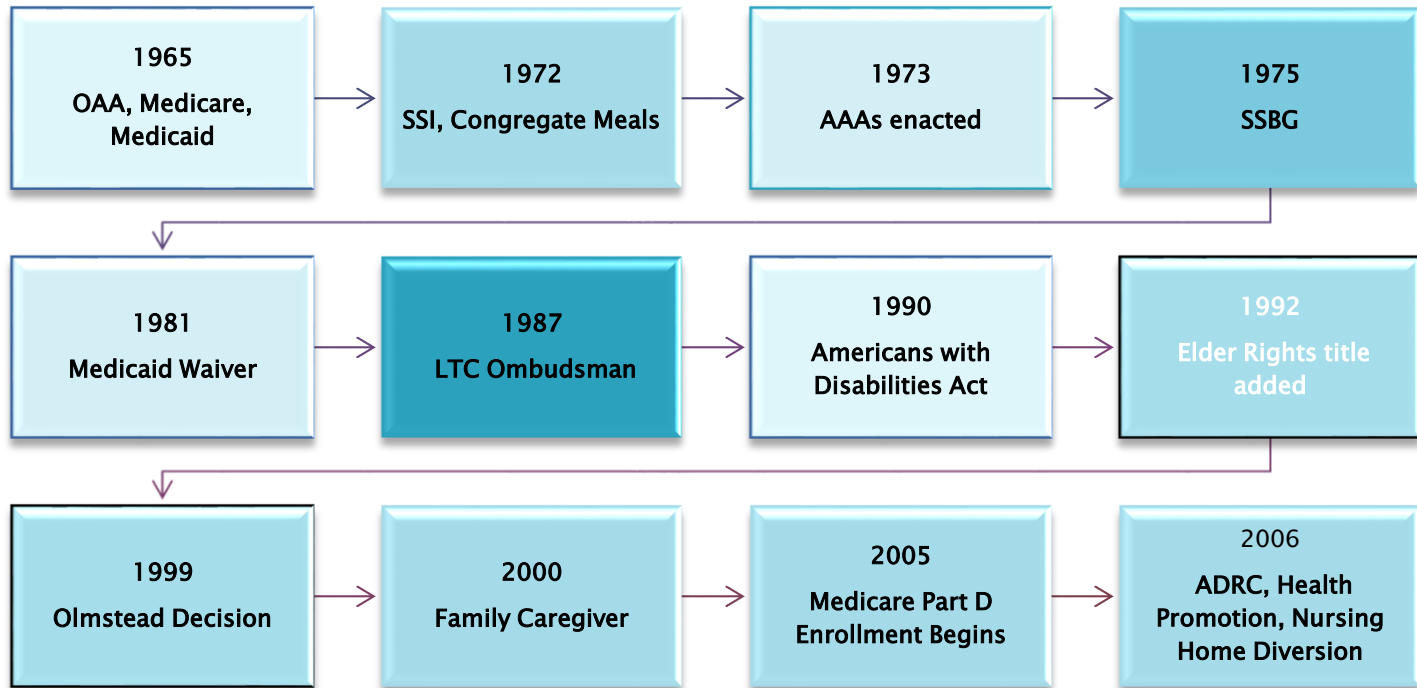 1965
OAA, Medicare,
Medicaid
1972
SSI, Congregate Meals
1973
AAAs enacted
1975
SSBG
1981
Medicaid Waiver
1987
LTC Ombudsman
1990
Americans with
Disabilities Act
1992
Elder Rights title
added
1999
Olmstead Decision
2000
Family Caregiver
2005
Medicare Part D
Enrollment Begins
2006
ADRC, Health
Promotion, Nursing
Home Diversion